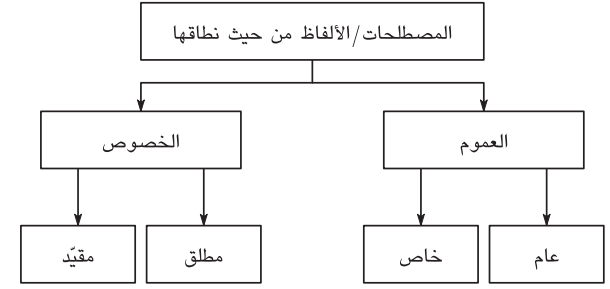 المصطلحات/الألفاظ من حيث نطاقها
العموم
الخصوص
عام
خاص
مطلق
مقيّد